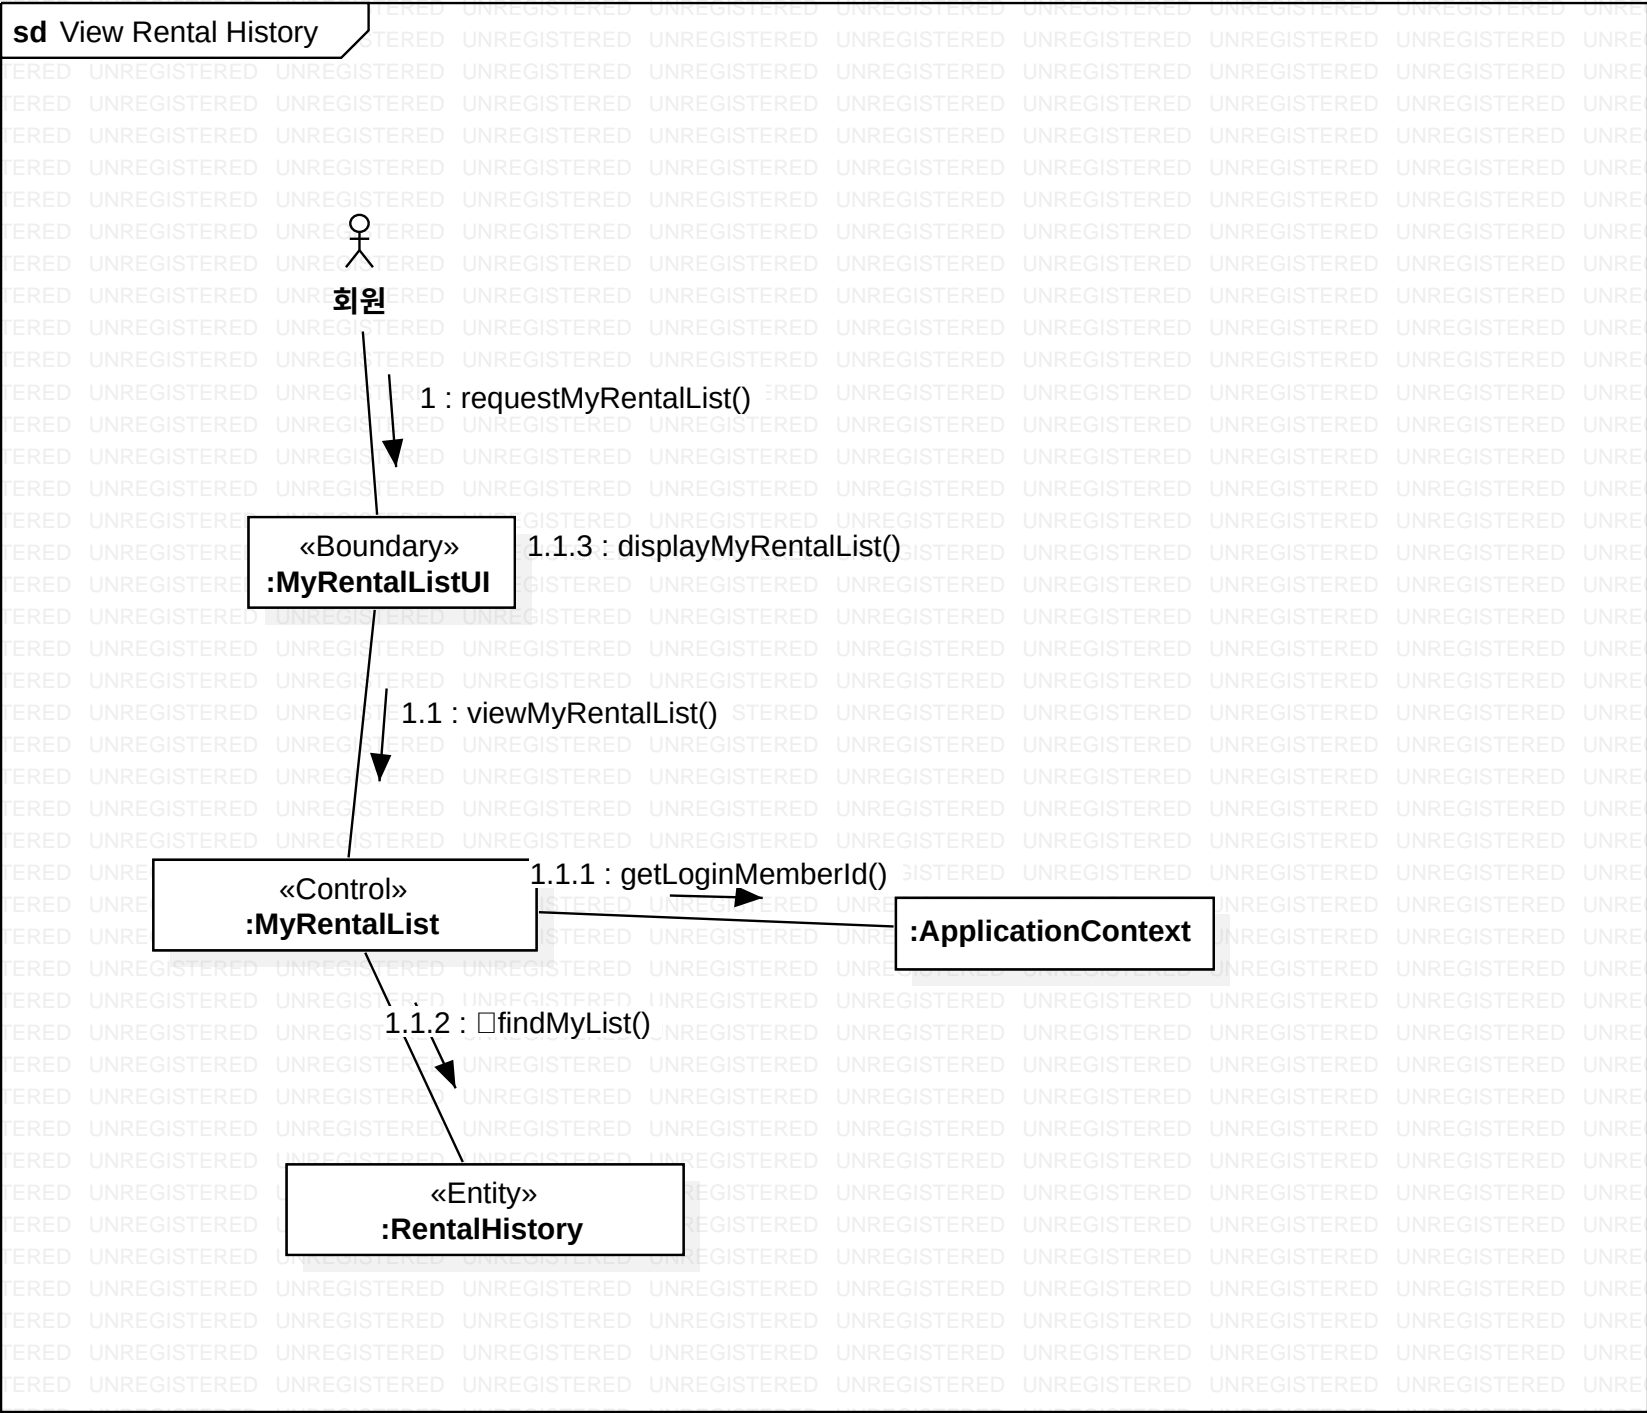 sd View Rental History
회원
1 : requestMyRentalList()
«Boundary»
:MyRentalListUI
1.1.3 : displayMyRentalList()
1.1 : viewMyRentalList()
1.1.1 : getLoginMemberId()
«Control»
:MyRentalList
:ApplicationContext
1.1.2 : □findMyList()
«Entity»
:RentalHistory
UNREGISTERED